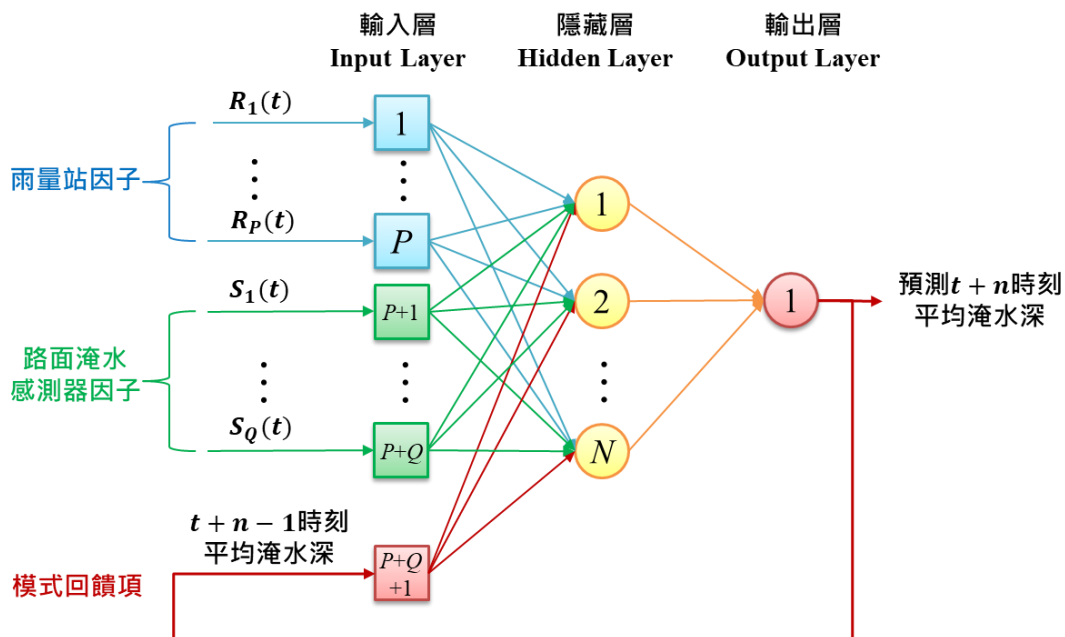 輸入層
Input Layer
隱藏層
Hidden Layer
輸出層
Output Layer
雨量站因子
R₁(t)
1
R_P(t)
P
路面淹水
感測器因子
S₁(t)
P+1
S_Q(t)
P+Q
模式回饋項
t + n − 1時刻
平均淹水深
P+Q
+1
1
2
N
1
預測t + n時刻
平均淹水深